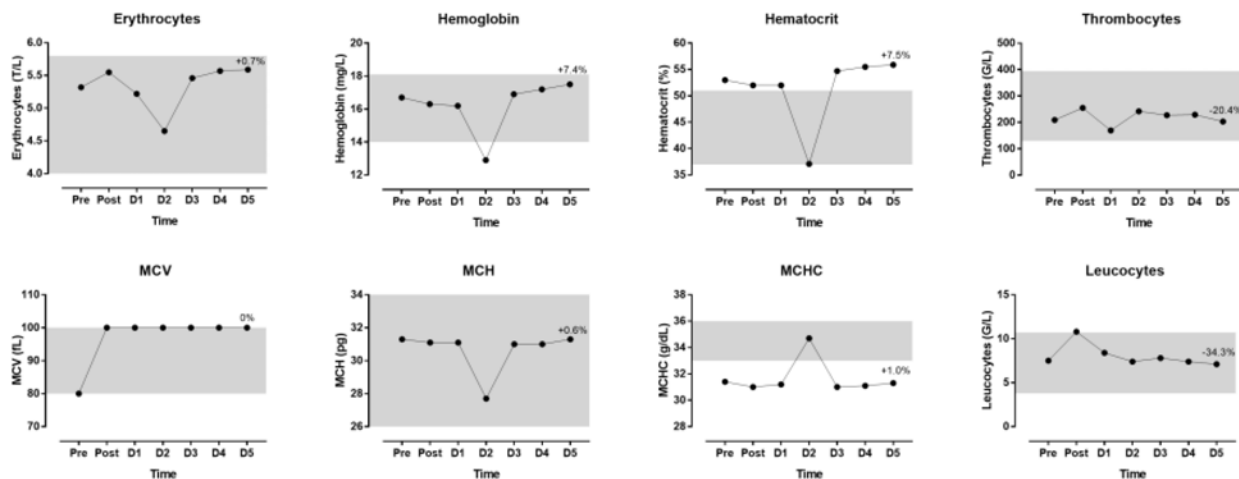 Erythrocytes
Erythrocytes (T/L)
6.0
5.5
5.0
4.5
4.0
+0.7%
Pre Post D1 D2 D3 D4 D5
Time
Hemoglobin
Hemoglobin (mg/L)
20
18
16
14
12
+7.4%
Pre Post D1 D2 D3 D4 D5
Time
Hematocrit
Hematocrit (%)
60
55
50
45
40
35
+7.5%
Pre Post D1 D2 D3 D4 D5
Time
Thrombocytes
Thrombocytes (G/L)
500
400
300
200
100
0
-20.4%
Pre Post D1 D2 D3 D4 D5
Time
MCV
MCV (fL)
110
100
90
80
70
0%
Pre Post D1 D2 D3 D4 D5
Time
MCH
MCH (pg)
34
32
30
28
26
+0.6%
Pre Post D1 D2 D3 D4 D5
Time
MCHC
MCHC (g/dL)
38
36
34
32
30
28
+1.0%
Pre Post D1 D2 D3 D4 D5
Time
Leucocytes
Leucocytes (G/L)
15
10
5
0
-34.3%
Pre Post D1 D2 D3 D4 D5
Time